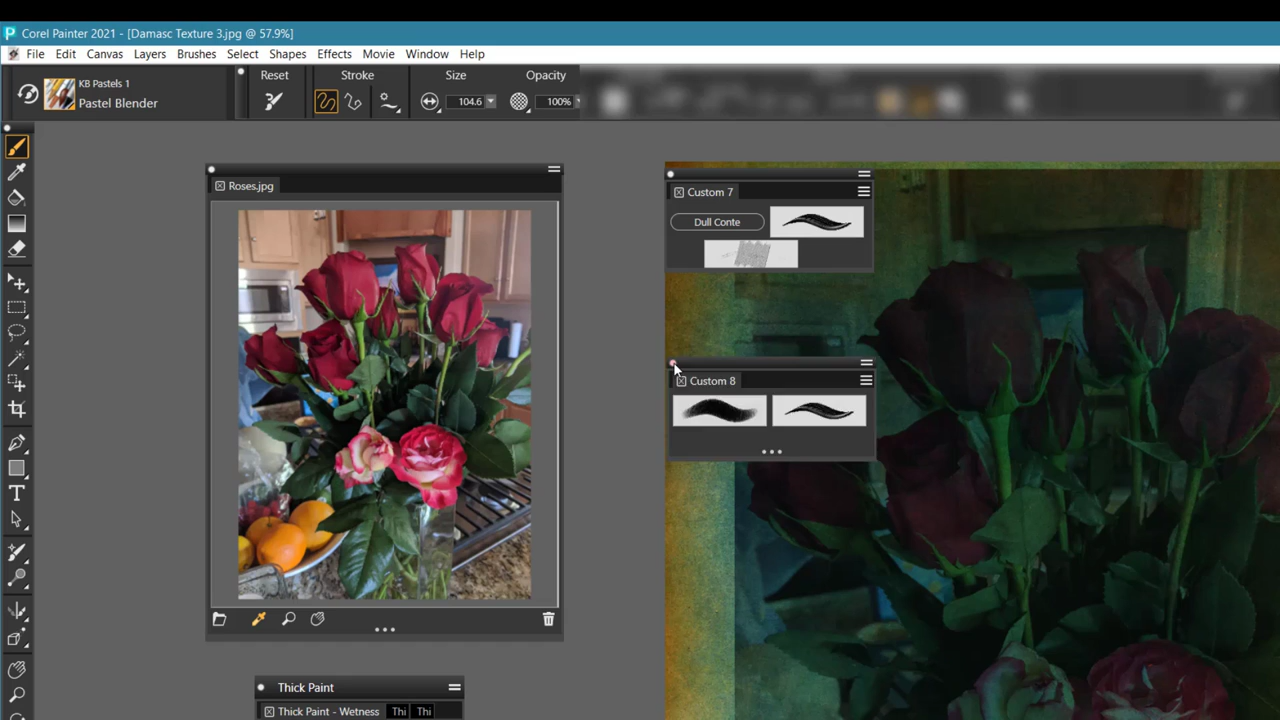 Corel Painter 2021 - [Damasc Texture 3.jpg @ 57.9%]
File Edit Canvas Layers Brushes Select Shapes Effects Movie Window Help
KB Pastels 1
Pastel Blender
Reset
Stroke
Size
104.6
Opacity
100%
Roses.jpg
Custom 7
Dull Conte
Custom 8
Thick Paint
Thick Paint - Wetness Thi Thi